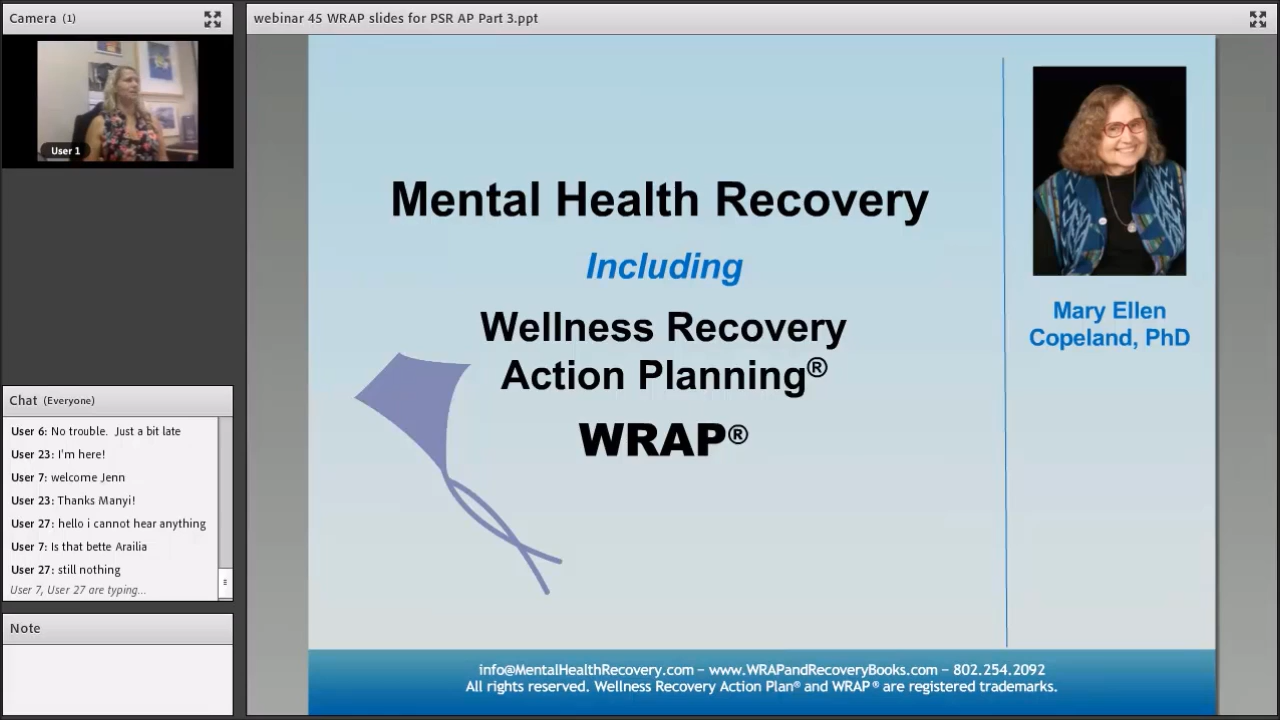 Camera (1)
User 1
Chat (Everyone)
User 6: No trouble. Just a bit late
User 23: I'm here!
User 7: welcome Jenn
User 23: Thanks Manyi!
User 27: hello i cannot hear anything
User 7: Is that bette Arailia
User 27: still nothing
User 7, User 27 are typing...
Note
webinar 45 WRAP slides for PSR AP Part 3.ppt
Mental Health Recovery
Including
Wellness Recovery
Action Planning®
WRAP®
Mary Ellen
Copeland, PhD
info@MentalHealthRecovery.com – www.WRAPandRecoveryBooks.com – 802.254.2092
All rights reserved. Wellness Recovery Action Plan® and WRAP ® are registered trademarks.